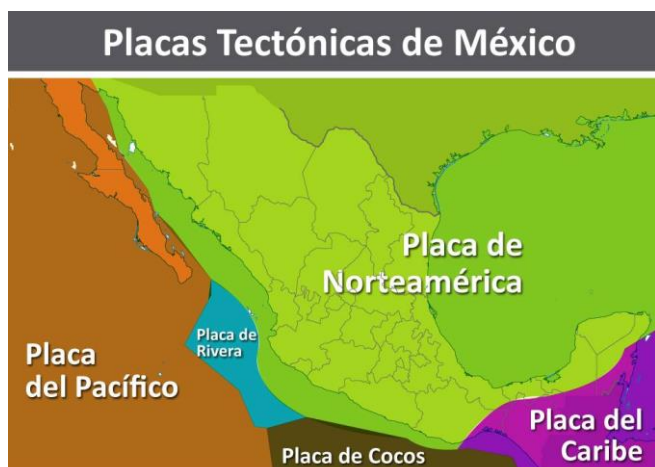 Placas Tectónicas de México
Placa de
Norteamérica
Placa de
Rivera
Placa
del Pacífico
Placa del
Caribe
Placa de Cocos